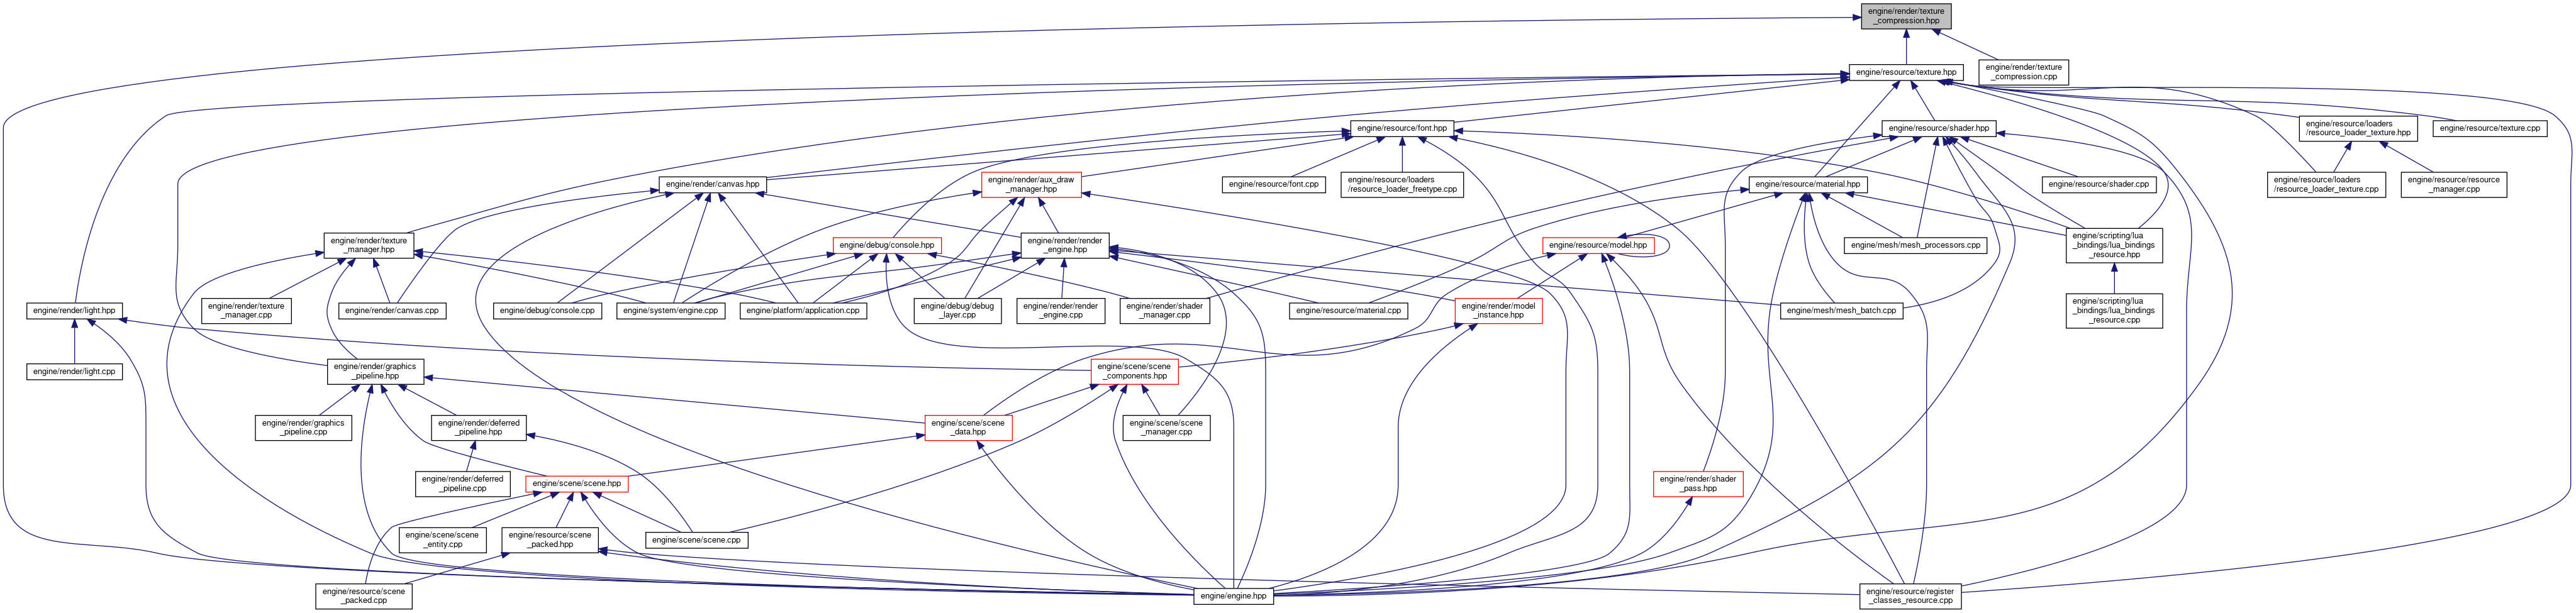 engine/render/texture
_compression.hpp
engine/resource/texture.hpp
engine/render/texture
_compression.cpp
engine/resource/font.hpp
engine/resource/shader.hpp
engine/resource/loaders
/resource_loader_texture.hpp
engine/resource/texture.cpp
engine/render/canvas.hpp
engine/render/aux_draw
_manager.hpp
engine/resource/font.cpp
engine/resource/loaders
/resource_loader_freetype.cpp
engine/resource/material.hpp
engine/resource/shader.cpp
engine/resource/loaders
/resource_loader_texture.cpp
engine/resource/resource
_manager.cpp
engine/render/texture
_manager.hpp
engine/debug/console.hpp
engine/render/render
_engine.hpp
engine/resource/model.hpp
engine/mesh/mesh_processors.cpp
engine/scripting/lua
_bindings/lua_bindings
_resource.hpp
engine/render/light.hpp
engine/render/texture
_manager.cpp
engine/render/canvas.cpp
engine/debug/console.cpp
engine/system/engine.cpp
engine/platform/application.cpp
engine/debug/debug
_layer.cpp
engine/render/render
_engine.cpp
engine/render/shader
_manager.cpp
engine/resource/material.cpp
engine/render/model
_instance.hpp
engine/mesh/mesh_batch.cpp
engine/scripting/lua
_bindings/lua_bindings
_resource.cpp
engine/render/light.cpp
engine/render/graphics
_pipeline.hpp
engine/scene/scene
_components.hpp
engine/render/graphics
_pipeline.cpp
engine/render/deferred
_pipeline.hpp
engine/scene/scene
_data.hpp
engine/scene/scene
_manager.cpp
engine/render/deferred
_pipeline.cpp
engine/scene/scene.hpp
engine/render/shader
_pass.hpp
engine/scene/scene
_entity.cpp
engine/resource/scene
_packed.hpp
engine/scene/scene.cpp
engine/resource/scene
_packed.cpp
engine/engine.hpp
engine/resource/register
_classes_resource.cpp